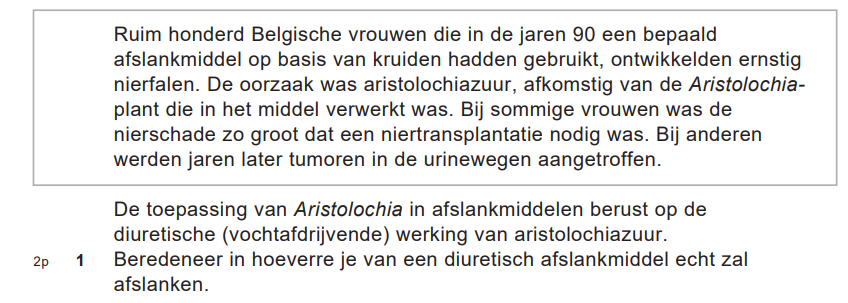 Ruim honderd Belgische vrouwen die in de jaren 90 een bepaald
afslankmiddel op basis van kruiden hadden gebruikt, ontwikkelden ernstig
nierfalen. De oorzaak was aristolochiazuur, afkomstig van de Aristolochia-
plant die in het middel verwerkt was. Bij sommige vrouwen was de
nierschade zo groot dat een niertransplantatie nodig was. Bij anderen
werden jaren later tumoren in de urinewegen aangetroffen.
De toepassing van Aristolochia in afslankmiddelen berust op de
diuretische (vochtafdrijvende) werking van aristolochiazuur.
2p 1 Beredeneer in hoeverre je van een diuretisch afslankmiddel echt zal
afslanken.